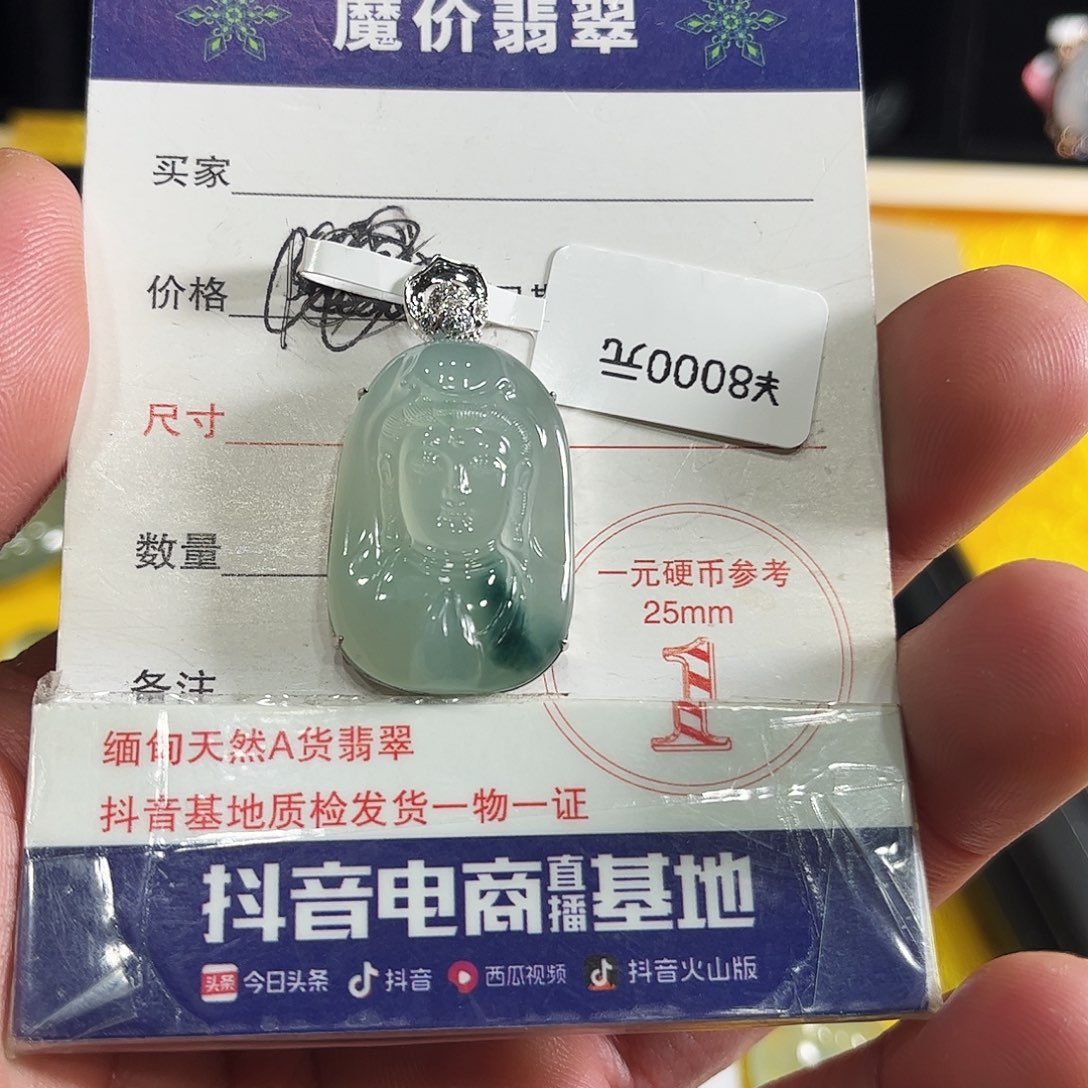 魔价翡翠
买家
价格
¥8000元
尺寸
数量
一元硬币参考
25mm
1
备注
缅甸天然A货翡翠
抖音基地质检发货一物一证
抖音电商直播基地
头条 今日头条 抖音 西瓜视频 抖音火山版